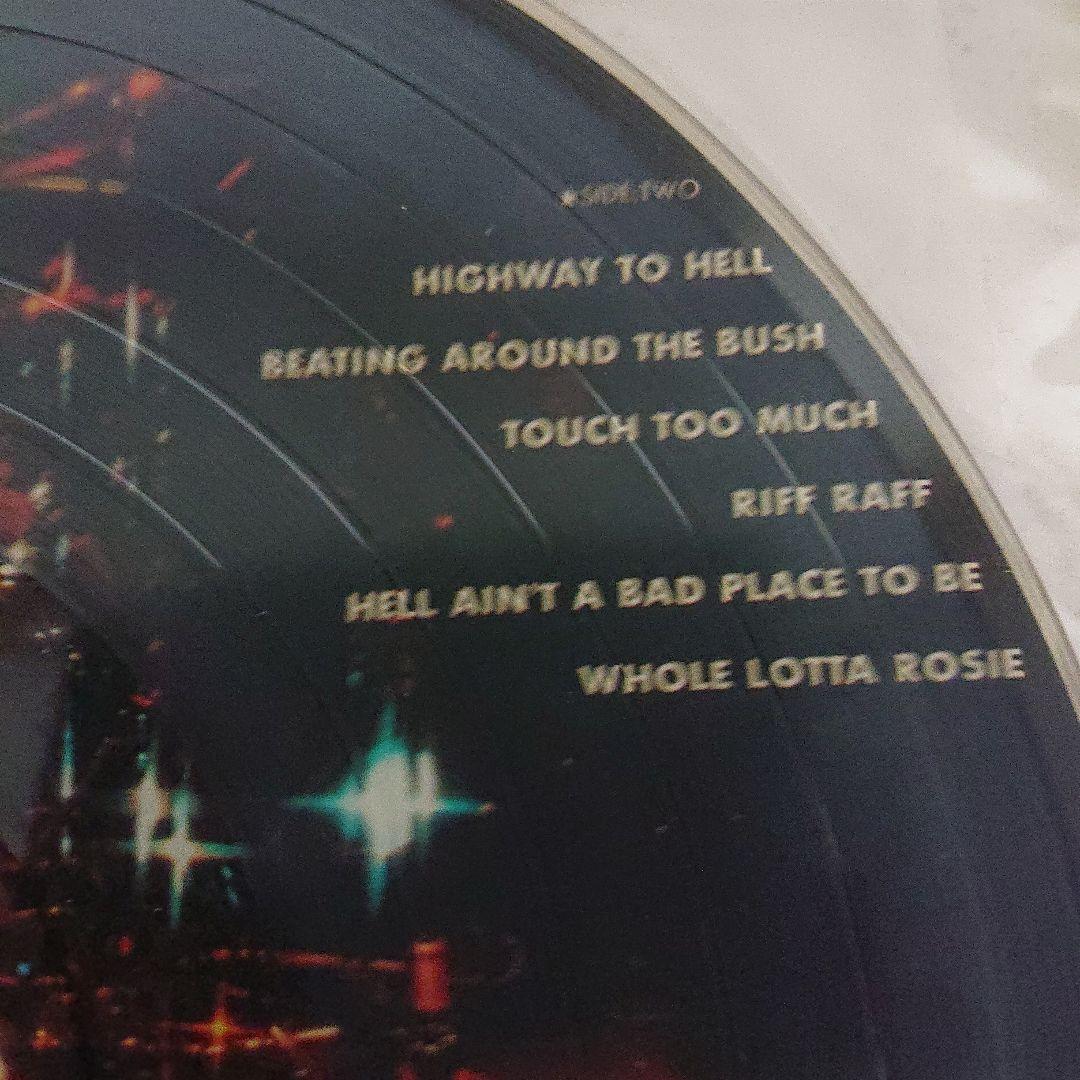 ★SIDE TWO
HIGHWAY TO HELL
BEATING AROUND THE BUSH
TOUCH TOO MUCH
RIFF RAFF
HELL AIN'T A BAD PLACE TO BE
WHOLE LOTTA ROSIE